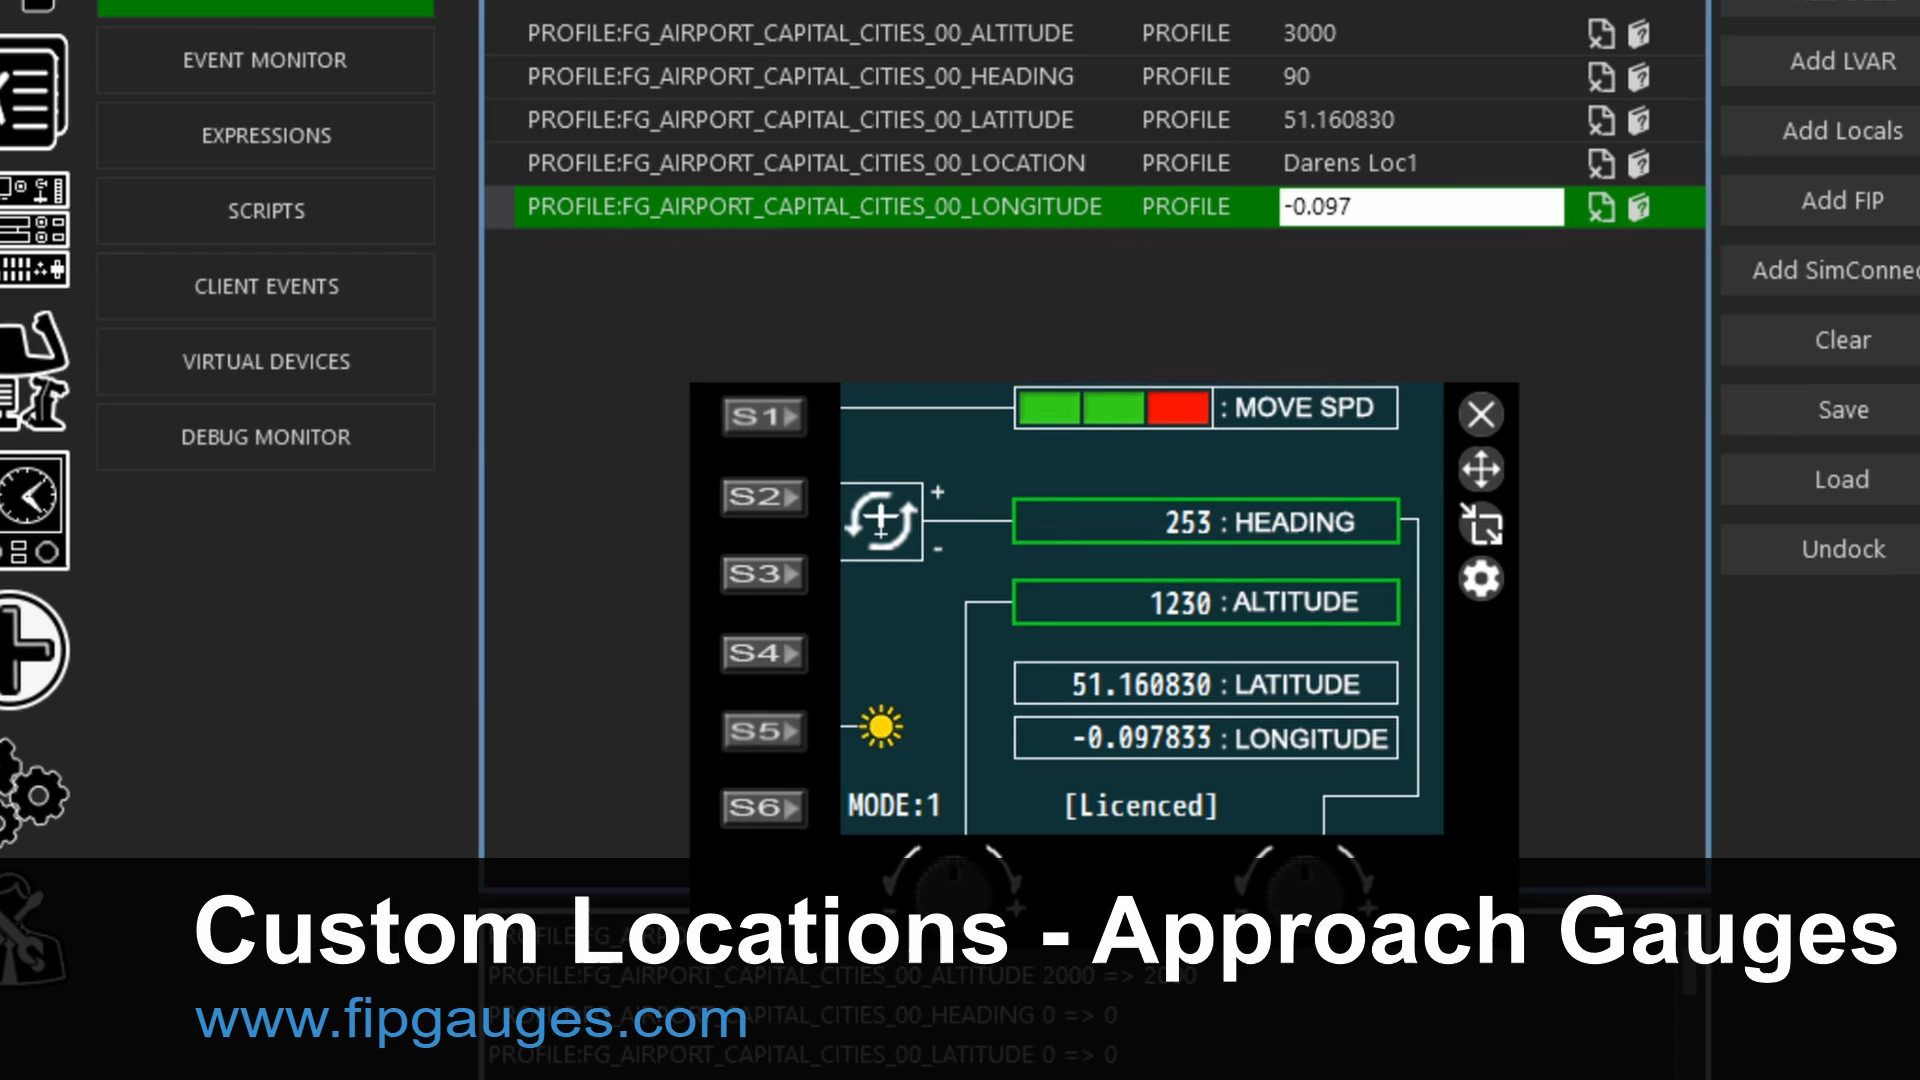 PROFILE:FG_AIRPORT_CAPITAL_CITIES_00_ALTITUDE PROFILE 3000
EVENT MONITOR
Add LVAR
PROFILE:FG_AIRPORT_CAPITAL_CITIES_00_HEADING PROFILE 90
PROFILE:FG_AIRPORT_CAPITAL_CITIES_00_LATITUDE PROFILE 51.160830
EXPRESSIONS
Add Locals
PROFILE:FG_AIRPORT_CAPITAL_CITIES_00_LOCATION PROFILE Darens Loc1
PROFILE:FG_AIRPORT_CAPITAL_CITIES_00_LONGITUDE PROFILE -0.097
SCRIPTS
Add FIP
CLIENT EVENTS
Add SimConnec
VIRTUAL DEVICES
Clear
DEBUG MONITOR
Save
Load
Undock
S1 : MOVE SPD
S2 +
253 : HEADING
-
S3
1230 : ALTITUDE
S4
51.160830 : LATITUDE
S5
-0.097833 : LONGITUDE
S6 MODE:1 [Licenced]
Custom Locations - Approach Gauges
PROFILE:FG_AIRPORT_CAPITAL_CITIES_00_ALTITUDE 2000 =>
www.fipgauges.com
CAPITAL_CITIES_00_HEADING 0 => 0
PROFILE:FG_AIRPORT_CAPITAL_CITIES_00_LATITUDE 0 => 0